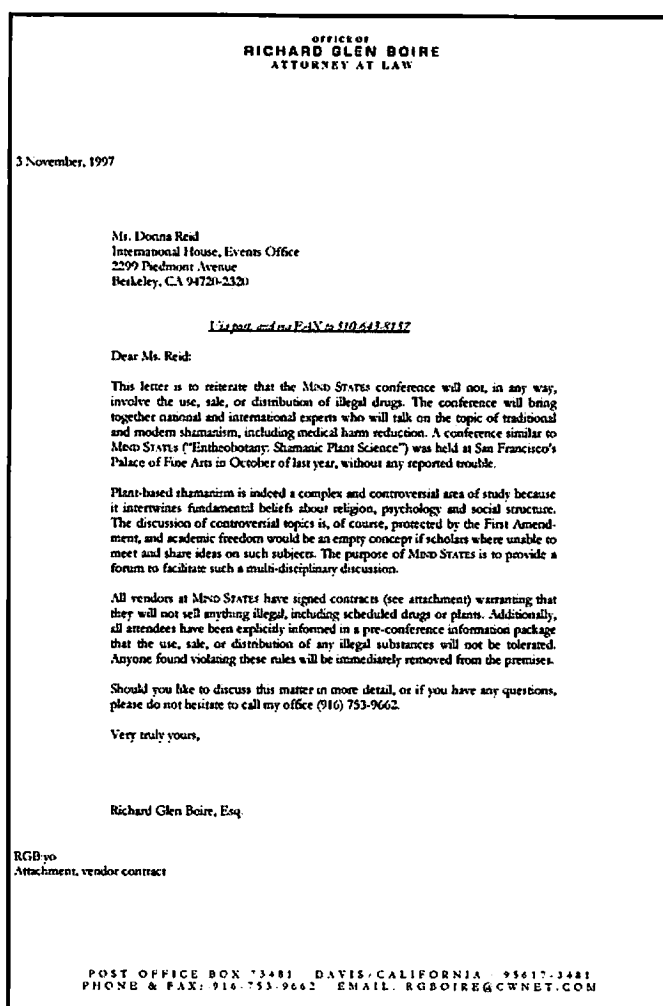 OFFICE OF
RICHARD GLEN BOIRE
ATTORNEY AT LAW
3 November, 1997
Ms. Donna Reid
International House, Events Office
2299 Piedmont Avenue
Berkeley, CA 94720-2320
Via post, and via FAX to 510.643.8157
Dear Ms. Reid:
This letter is to reiterate that the MIND STATES conference will not, in any way,
involve the use, sale, or distribution of illegal drugs. The conference will bring
together national and international experts who will talk on the topic of traditional
and modern shamanism, including medical harm reduction. A conference similar to
MIND STATES ("Entheobotany: Shamanic Plant Science") was held at San Francisco's
Palace of Fine Arts in October of last year, without any reported trouble.
Plant-based shamanism is indeed a complex and controversial area of study because
it intertwines fundamental beliefs about religion, psychology and social structure.
The discussion of controversial topics is, of course, protected by the First Amend-
ment, and academic freedom would be an empty concept if scholars where unable to
meet and share ideas on such subjects. The purpose of MIND STATES is to provide a
forum to facilitate such a multi-disciplinary discussion.
All vendors at MIND STATES have signed contracts (see attachment) warranting that
they will not sell anything illegal, including scheduled drugs or plants. Additionally,
all attendees have been explicitly informed in a pre-conference information package
that the use, sale, or distribution of any illegal substances will not be tolerated.
Anyone found violating these rules will be immediately removed from the premises.
Should you like to discuss this matter in more detail, or if you have any questions,
please do not hesitate to call my office (916) 753-9662.
Very truly yours,
Richard Glen Boire, Esq.
RGB:yo
Attachment, vendor contract
POST OFFICE BOX 73481 DAVIS/CALIFORNIA 95617-3481
PHONE & FAX: 916-753-9662 EMAIL: RGBOIRE@CWNET.COM